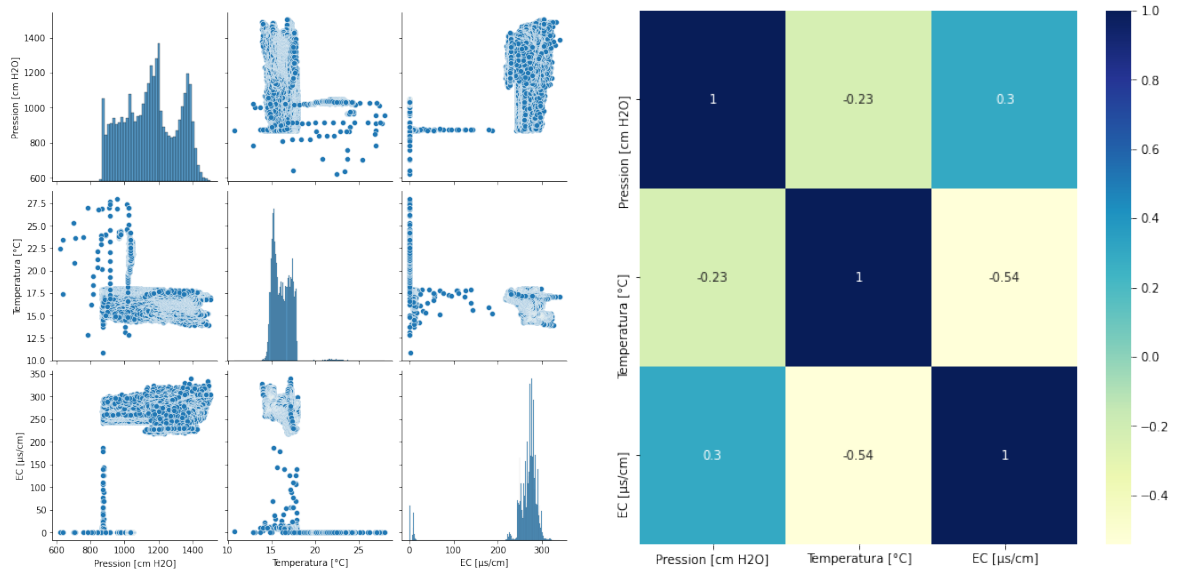 Pression [cm H2O]
1400
1200
1000
800
600
Temperatura [°C]
27.5
25.0
22.5
20.0
17.5
15.0
12.5
10.0
EC [µs/cm]
350
300
250
200
150
100
50
0
600 800 1000 1200 1400
Pression [cm H2O]
10 15 20 25
Temperatura [°C]
0 100 200 300
EC [µs/cm]
Pression [cm H2O]
1 -0.23 0.3
Temperatura [°C]
-0.23 1 -0.54
EC [µs/cm]
0.3 -0.54 1
Pression [cm H2O] Temperatura [°C] EC [µs/cm]
1.0
0.8
0.6
0.4
0.2
0.0
−0.2
−0.4